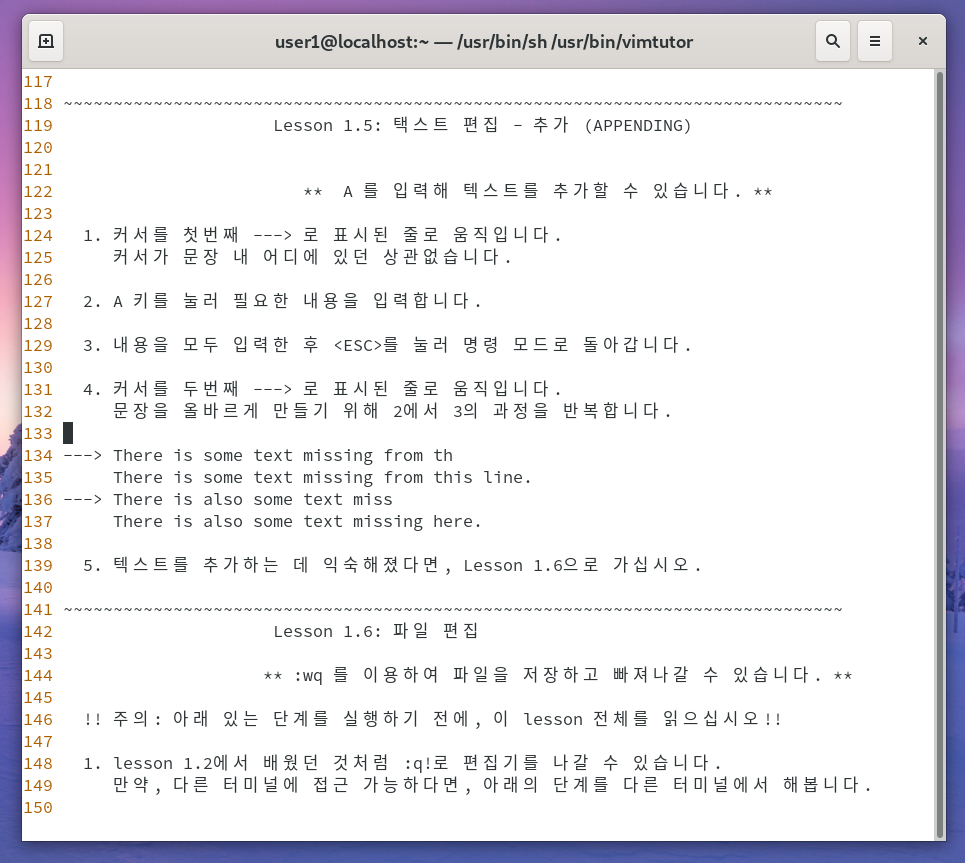 user1@localhost:~ — /usr/bin/sh /usr/bin/vimtutor
117
118 ~~~~~~~~~~~~~~~~~~~~~~~~~~~~~~~~~~~~~~~~~~~~~~~~~~~~~~~~~~~~~~~~~~~~~~~~~~~~~~
119 Lesson 1.5: 택스트 편집 - 추가 (APPENDING)
120
121
122 ** A 를 입력해 텍스트를 추가할 수 있습니다. **
123
124 1. 커서를 첫번째 ---> 로 표시된 줄로 움직입니다.
125 커서가 문장 내 어디에 있던 상관없습니다.
126
127 2. A 키를 눌러 필요한 내용을 입력합니다.
128
129 3. 내용을 모두 입력한 후 <ESC>를 눌러 명령 모드로 돌아갑니다.
130
131 4. 커서를 두번째 ---> 로 표시된 줄로 움직입니다.
132 문장을 올바르게 만들기 위해 2에서 3의 과정을 반복합니다.
133
134 ---> There is some text missing from th
135 There is some text missing from this line.
136 ---> There is also some text miss
137 There is also some text missing here.
138
139 5. 텍스트를 추가하는 데 익숙해졌다면, Lesson 1.6으로 가십시오.
140
141 ~~~~~~~~~~~~~~~~~~~~~~~~~~~~~~~~~~~~~~~~~~~~~~~~~~~~~~~~~~~~~~~~~~~~~~~~~~~~~~
142 Lesson 1.6: 파일 편집
143
144 ** :wq 를 이용하여 파일을 저장하고 빠져나갈 수 있습니다. **
145
146 !! 주의: 아래 있는 단계를 실행하기 전에, 이 lesson 전체를 읽으십시오!!
147
148 1. lesson 1.2에서 배웠던 것처럼 :q!로 편집기를 나갈 수 있습니다.
149 만약, 다른 터미널에 접근 가능하다면, 아래의 단계를 다른 터미널에서 해봅니다.
150